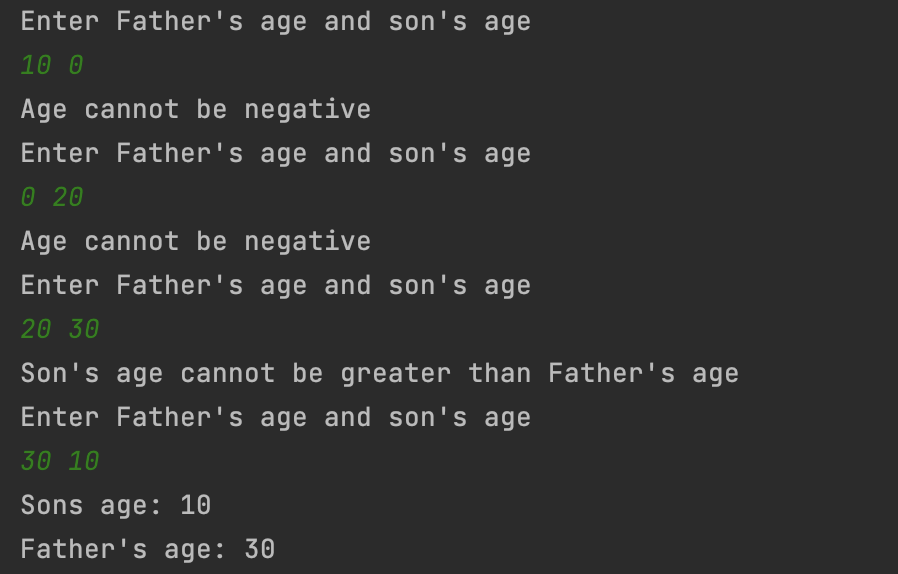 Enter Father's age and son's age
10 0
Age cannot be negative
Enter Father's age and son's age
0 20
Age cannot be negative
Enter Father's age and son's age
20 30
Son's age cannot be greater than Father's age
Enter Father's age and son's age
30 10
Sons age: 10
Father's age: 30